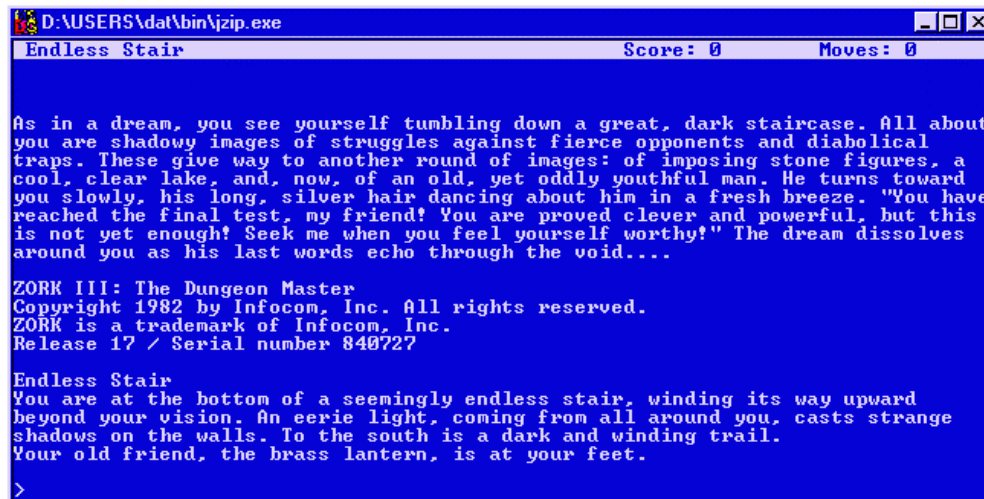 D:\USERS\dat\bin\jzip.exe
Endless Stair Score: 0 Moves: 0
As in a dream, you see yourself tumbling down a great, dark staircase. All about
you are shadowy images of struggles against fierce opponents and diabolical
traps. These give way to another round of images: of imposing stone figures, a
cool, clear lake, and, now, of an old, yet oddly youthful man. He turns toward
you slowly, his long, silver hair dancing about him in a fresh breeze. "You have
reached the final test, my friend! You are proved clever and powerful, but this
is not yet enough! Seek me when you feel yourself worthy!" The dream dissolves
around you as his last words echo through the void....
ZORK III: The Dungeon Master
Copyright 1982 by Infocom, Inc. All rights reserved.
ZORK is a trademark of Infocom, Inc.
Release 17 / Serial number 840727
Endless Stair
You are at the bottom of a seemingly endless stair, winding its way upward
beyond your vision. An eerie light, coming from all around you, casts strange
shadows on the walls. To the south is a dark and winding trail.
Your old friend, the brass lantern, is at your feet.
>